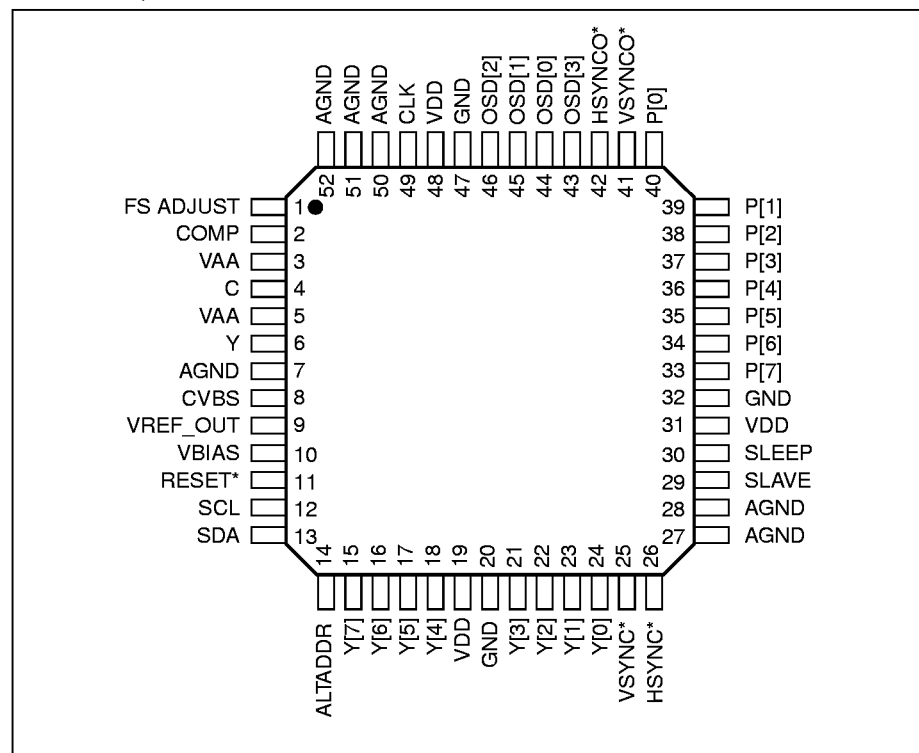 AGND
AGND
AGND
CLK
VDD
GND
OSD[2]
OSD[1]
OSD[0]
OSD[3]
HSYNCO*
VSYNCO*
P[0]
52
51
50
49
48
47
46
45
44
43
42
41
40
FS ADJUST 1
COMP 2
VAA 3
C 4
VAA 5
Y 6
AGND 7
CVBS 8
VREF_OUT 9
VBIAS 10
RESET* 11
SCL 12
SDA 13
39 P[1]
38 P[2]
37 P[3]
36 P[4]
35 P[5]
34 P[6]
33 P[7]
32 GND
31 VDD
30 SLEEP
29 SLAVE
28 AGND
27 AGND
14
15
16
17
18
19
20
21
22
23
24
25
26
ALTADDR
Y[7]
Y[6]
Y[5]
Y[4]
VDD
GND
Y[3]
Y[2]
Y[1]
Y[0]
VSYNC*
HSYNC*